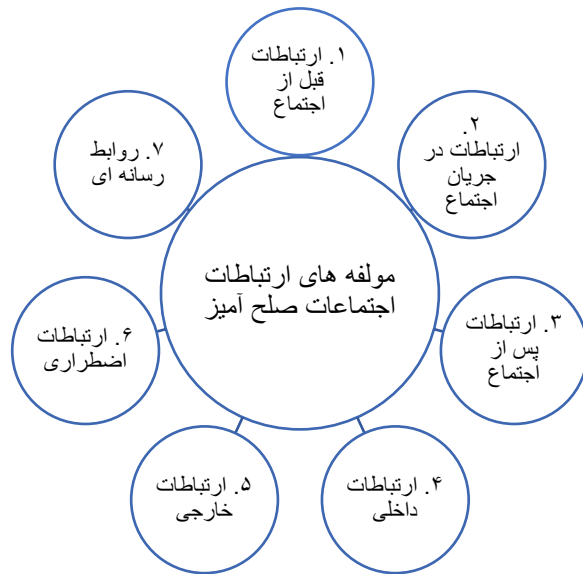 مولفه های ارتباطات
اجتماعات صلح آمیز
۱. ارتباطات
قبل از
اجتماع
۲.
ارتباطات در
جریان
اجتماع
۳. ارتباطات
پس از
اجتماع
۴. ارتباطات
داخلی
۵. ارتباطات
خارجی
۶. ارتباطات
اضطراری
۷. روابط
رسانه ای